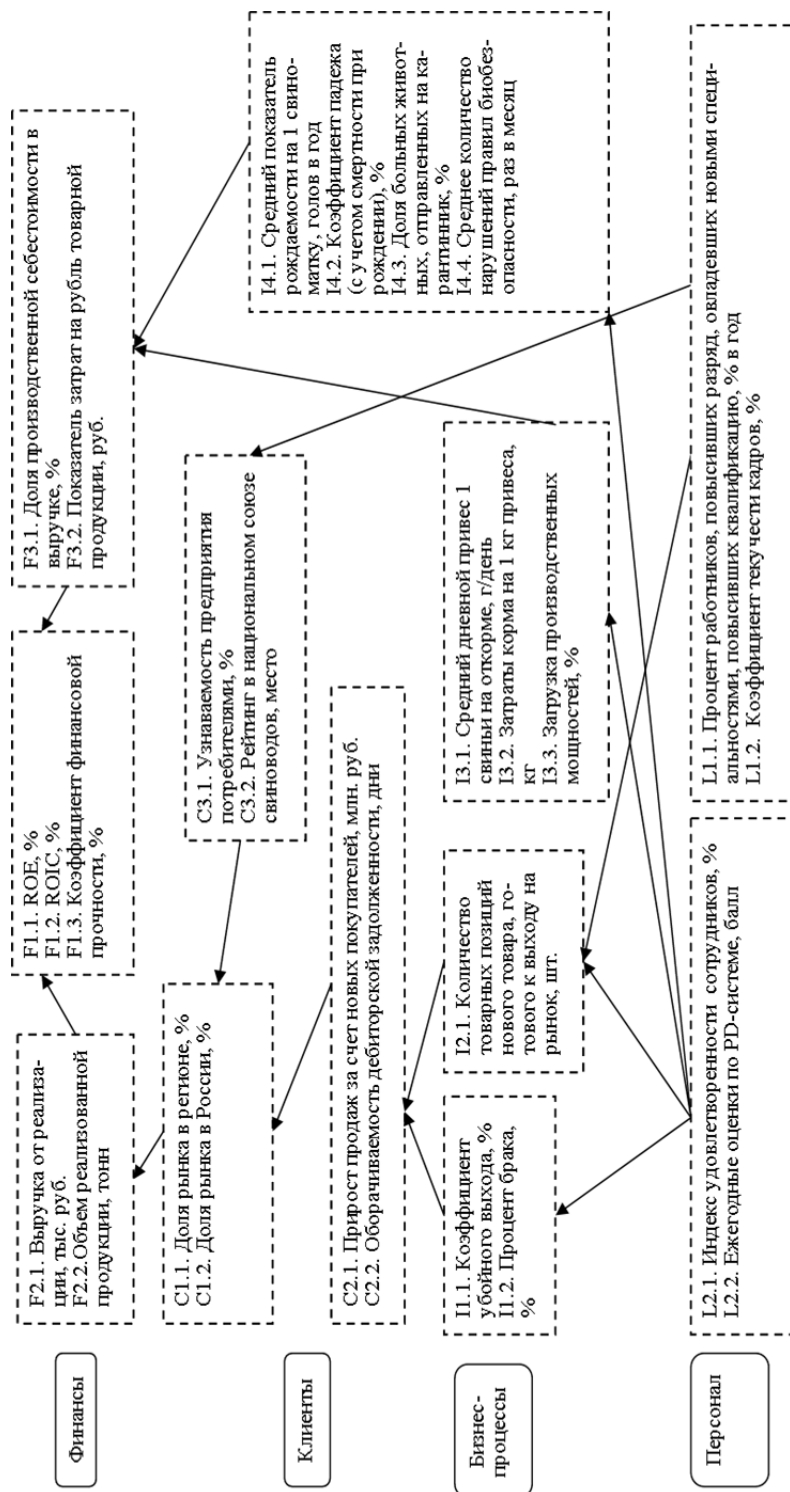 Финансы
F2.1. Выручка от реализа-
ции, тыс. руб.
F2.2. Объем реализованной
продукции, тонн
F1.1. ROE, %
F1.2. ROIC, %
F1.3. Коэффициент финансовой
прочности, %
F3.1. Доля производственной себестоимости в
выручке, %
F3.2. Показатель затрат на рубль товарной
продукции, руб.
Клиенты
C1.1. Доля рынка в регионе, %
C1.2. Доля рынка в России, %
C3.1. Узнаваемость предприятия
потребителями, %
C3.2. Рейтинг в национальном союзе
свиноводов, место
C2.1. Прирост продаж за счет новых покупателей, млн. руб.
C2.2. Оборачиваемость дебиторской задолженности, дни
Бизнес-
процессы
I1.1. Коэффициент
убойного выхода, %
I1.2. Процент брака,
%
I2.1. Количество
товарных позиций
нового товара, го-
тового к выходу на
рынок, шт.
I3.1. Средний дневной привес 1
свиньи на откорме, г/день
I3.2. Затраты корма на 1 кг привеса,
кг
I3.3. Загрузка производственных
мощностей, %
I4.1. Средний показатель
рождаемости на 1 свино-
матку, голов в год
I4.2. Коэффициент падежа
(с учетом смертности при
рождении), %
I4.3. Доля больных живот-
ных, отправленных на ка-
рантинник, %
I4.4. Среднее количество
нарушений правил биобез-
опасности, раз в месяц
Персонал
L2.1. Индекс удовлетворенности сотрудников, %
L2.2. Ежегодные оценки по PD-системе, балл
L1.1. Процент работников, повысивших разряд, овладевших новыми специ-
альностями, повысивших квалификацию, % в год
L1.2. Коэффициент текучести кадров, %